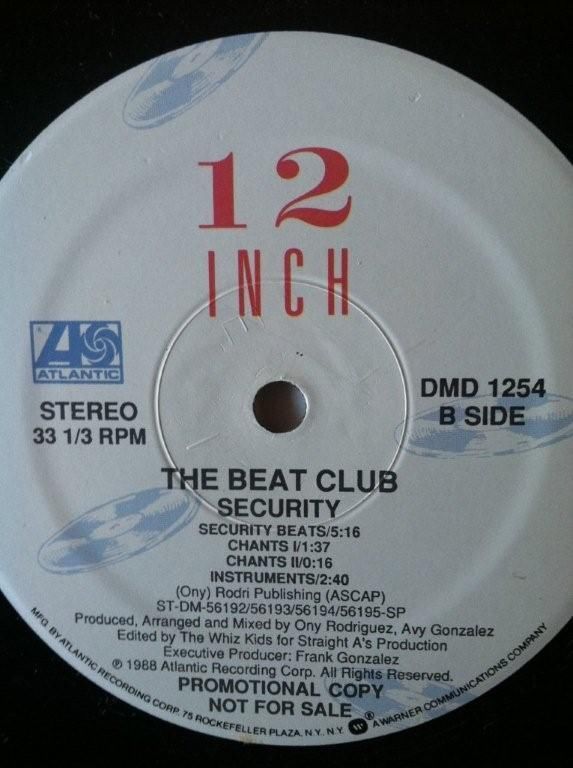 12
INCH
ATLANTIC
STEREO
33 1/3 RPM
DMD 1254
B SIDE
THE BEAT CLUB
SECURITY
SECURITY BEATS/5:16
CHANTS I/1:37
CHANTS II/0:16
INSTRUMENTS/2:40
(Ony) Rodri Publishing (ASCAP)
ST-DM-56192/56193/56194/56195-SP
Produced, Arranged and Mixed by Ony Rodriguez, Avy Gonzalez
Edited by The Whiz Kids for Straight A's Production
Executive Producer: Frank Gonzalez
℗ 1988 Atlantic Recording Corp. All Rights Reserved.
PROMOTIONAL COPY
NOT FOR SALE
MFG. BY ATLANTIC RECORDING CORP. 75 ROCKEFELLER PLAZA, N.Y., N.Y. ® A WARNER COMMUNICATIONS COMPANY